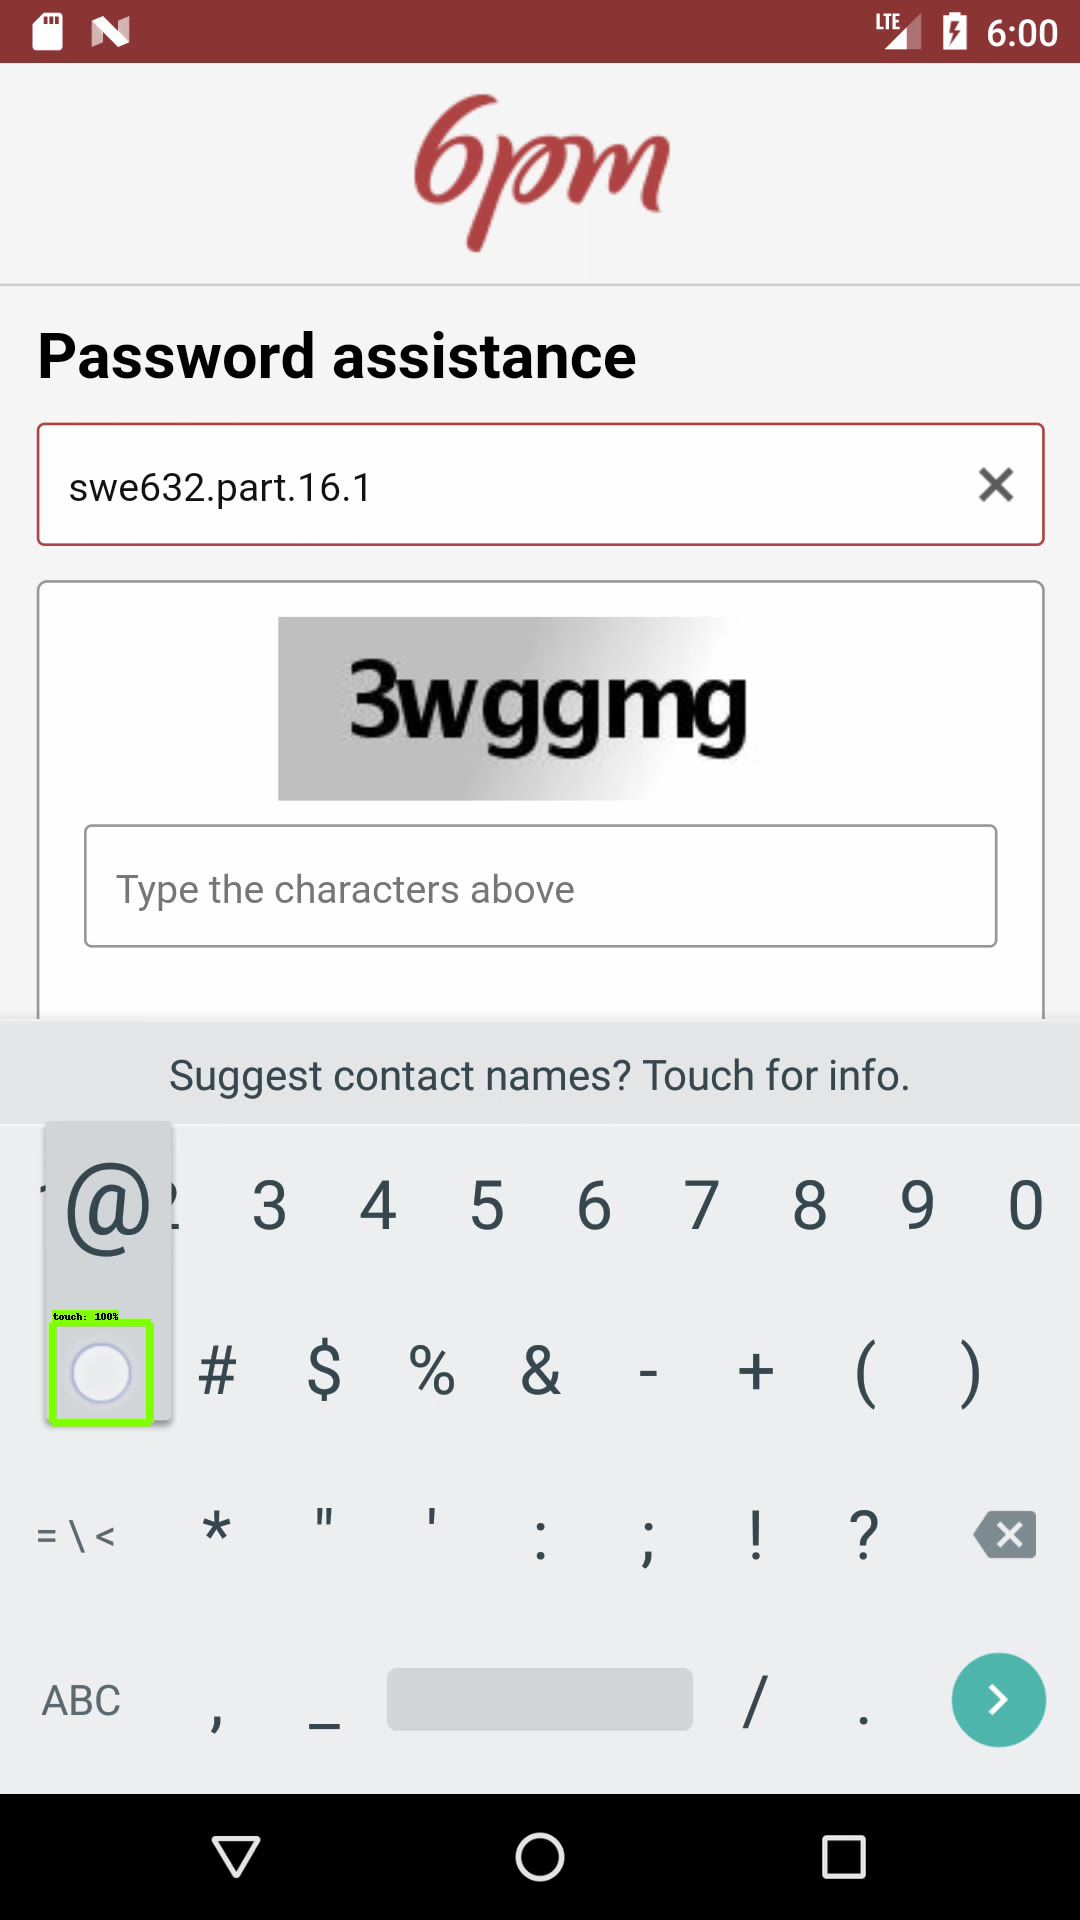 LTE 6:00
6pm
Password assistance
swe632.part.16.1
3wggmg
Type the characters above
Suggest contact names? Touch for info.
@ 3 4 5 6 7 8 9 0
touch: 100%
# $ % & - + ( )
= \ < * " ' : ; ! ?
ABC , _ / .